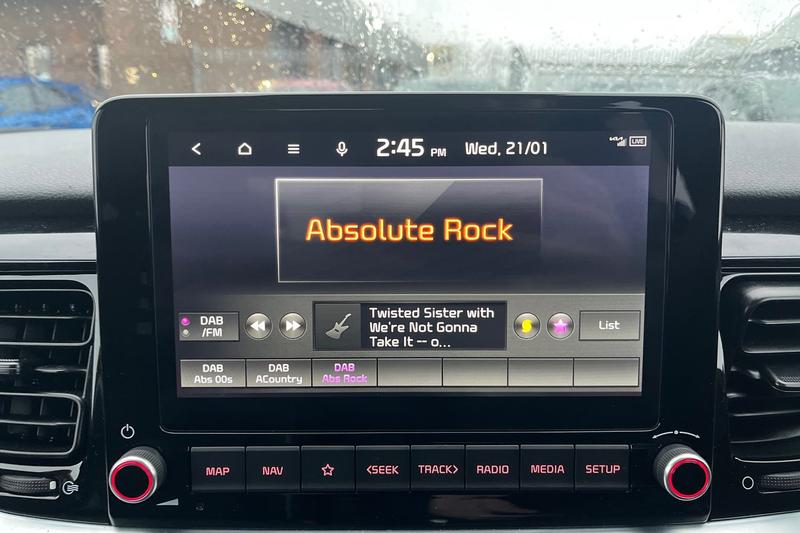 2:45 PM Wed, 21/01 LIVE
Absolute Rock
DAB
/FM
Twisted Sister with
We're Not Gonna
Take It -- o...
List
DAB
Abs 00s
DAB
ACountry
DAB
Abs Rock
MAP NAV <SEEK TRACK> RADIO MEDIA SETUP